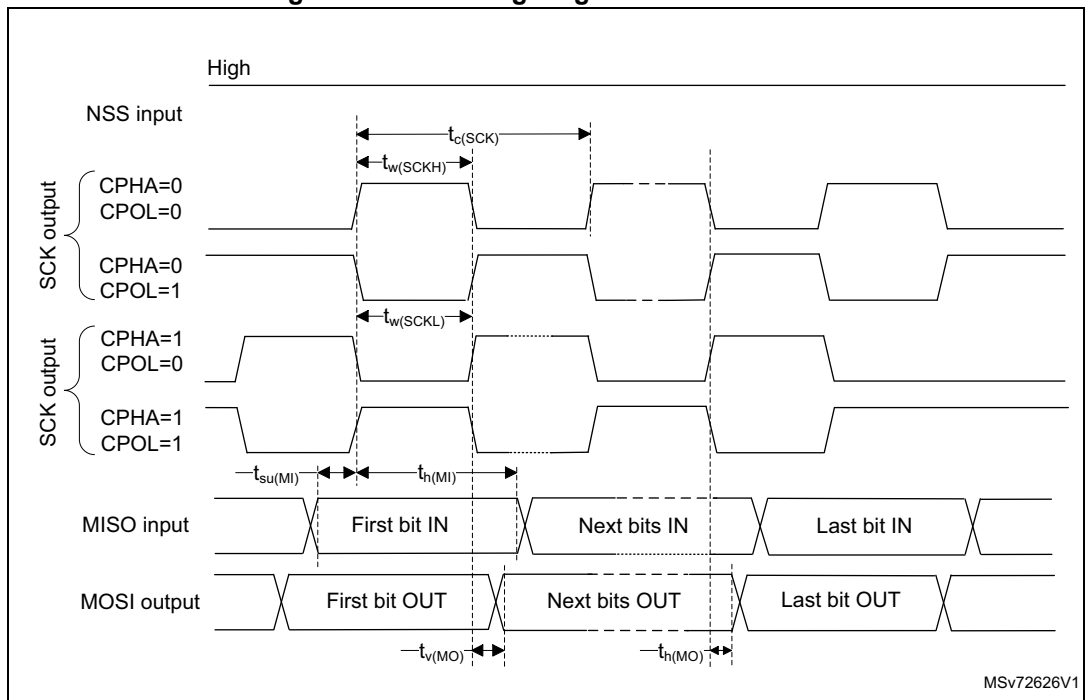 High
NSS input
tc(SCK)
tw(SCKH)
SCK output
CPHA=0
CPOL=0
CPHA=0
CPOL=1
tw(SCKL)
SCK output
CPHA=1
CPOL=0
CPHA=1
CPOL=1
tsu(MI)
th(MI)
MISO input
First bit IN
Next bits IN
Last bit IN
MOSI output
First bit OUT
Next bits OUT
Last bit OUT
tv(MO)
th(MO)
MSv72626V1